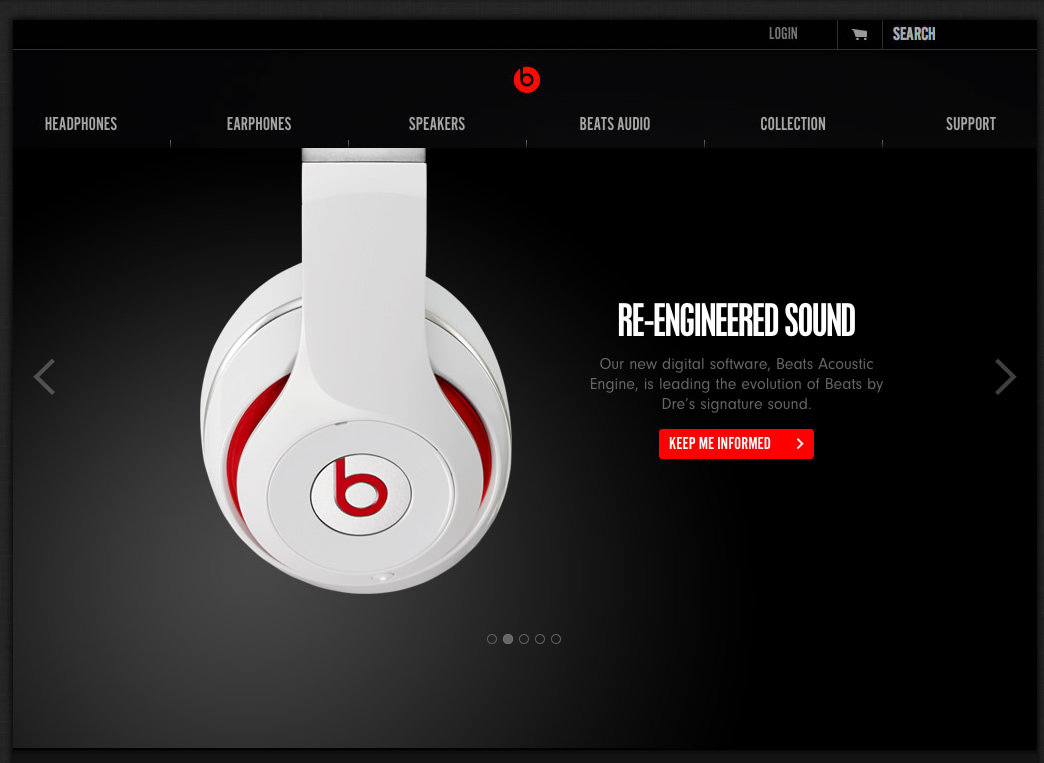 LOGIN
SEARCH
b
HEADPHONES
EARPHONES
SPEAKERS
BEATS AUDIO
COLLECTION
SUPPORT
RE-ENGINEERED SOUND
Our new digital software, Beats Acoustic
Engine, is leading the evolution of Beats by
Dre’s signature sound.
KEEP ME INFORMED
b